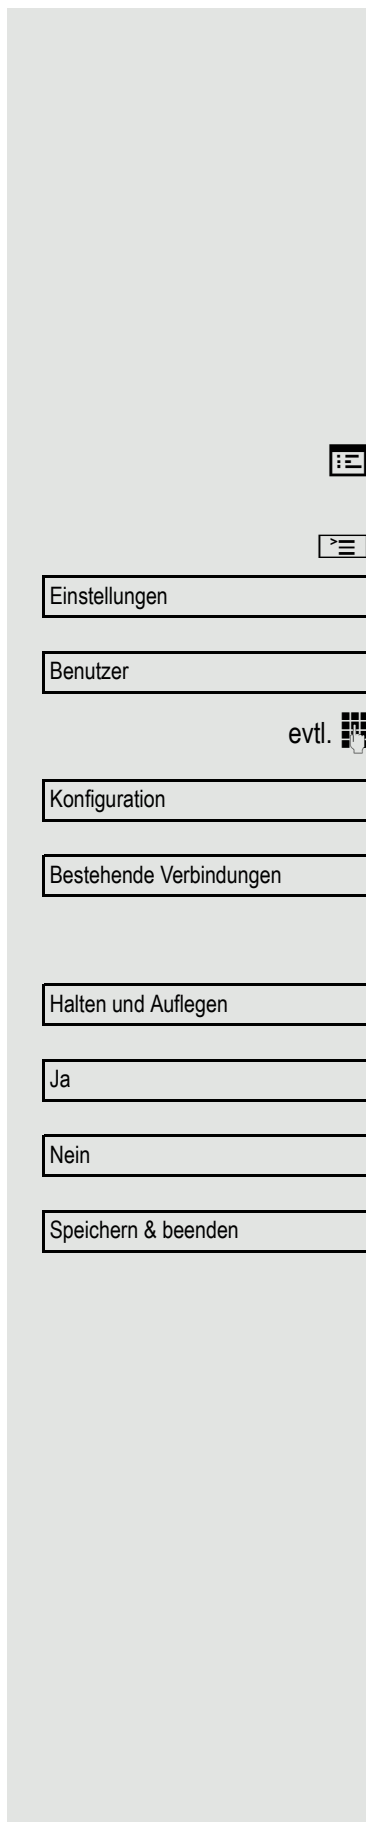 Einstellungen
Benutzer
evtl.
Konfiguration
Bestehende Verbindungen
Halten und Auflegen
Ja
Nein
Speichern & beenden